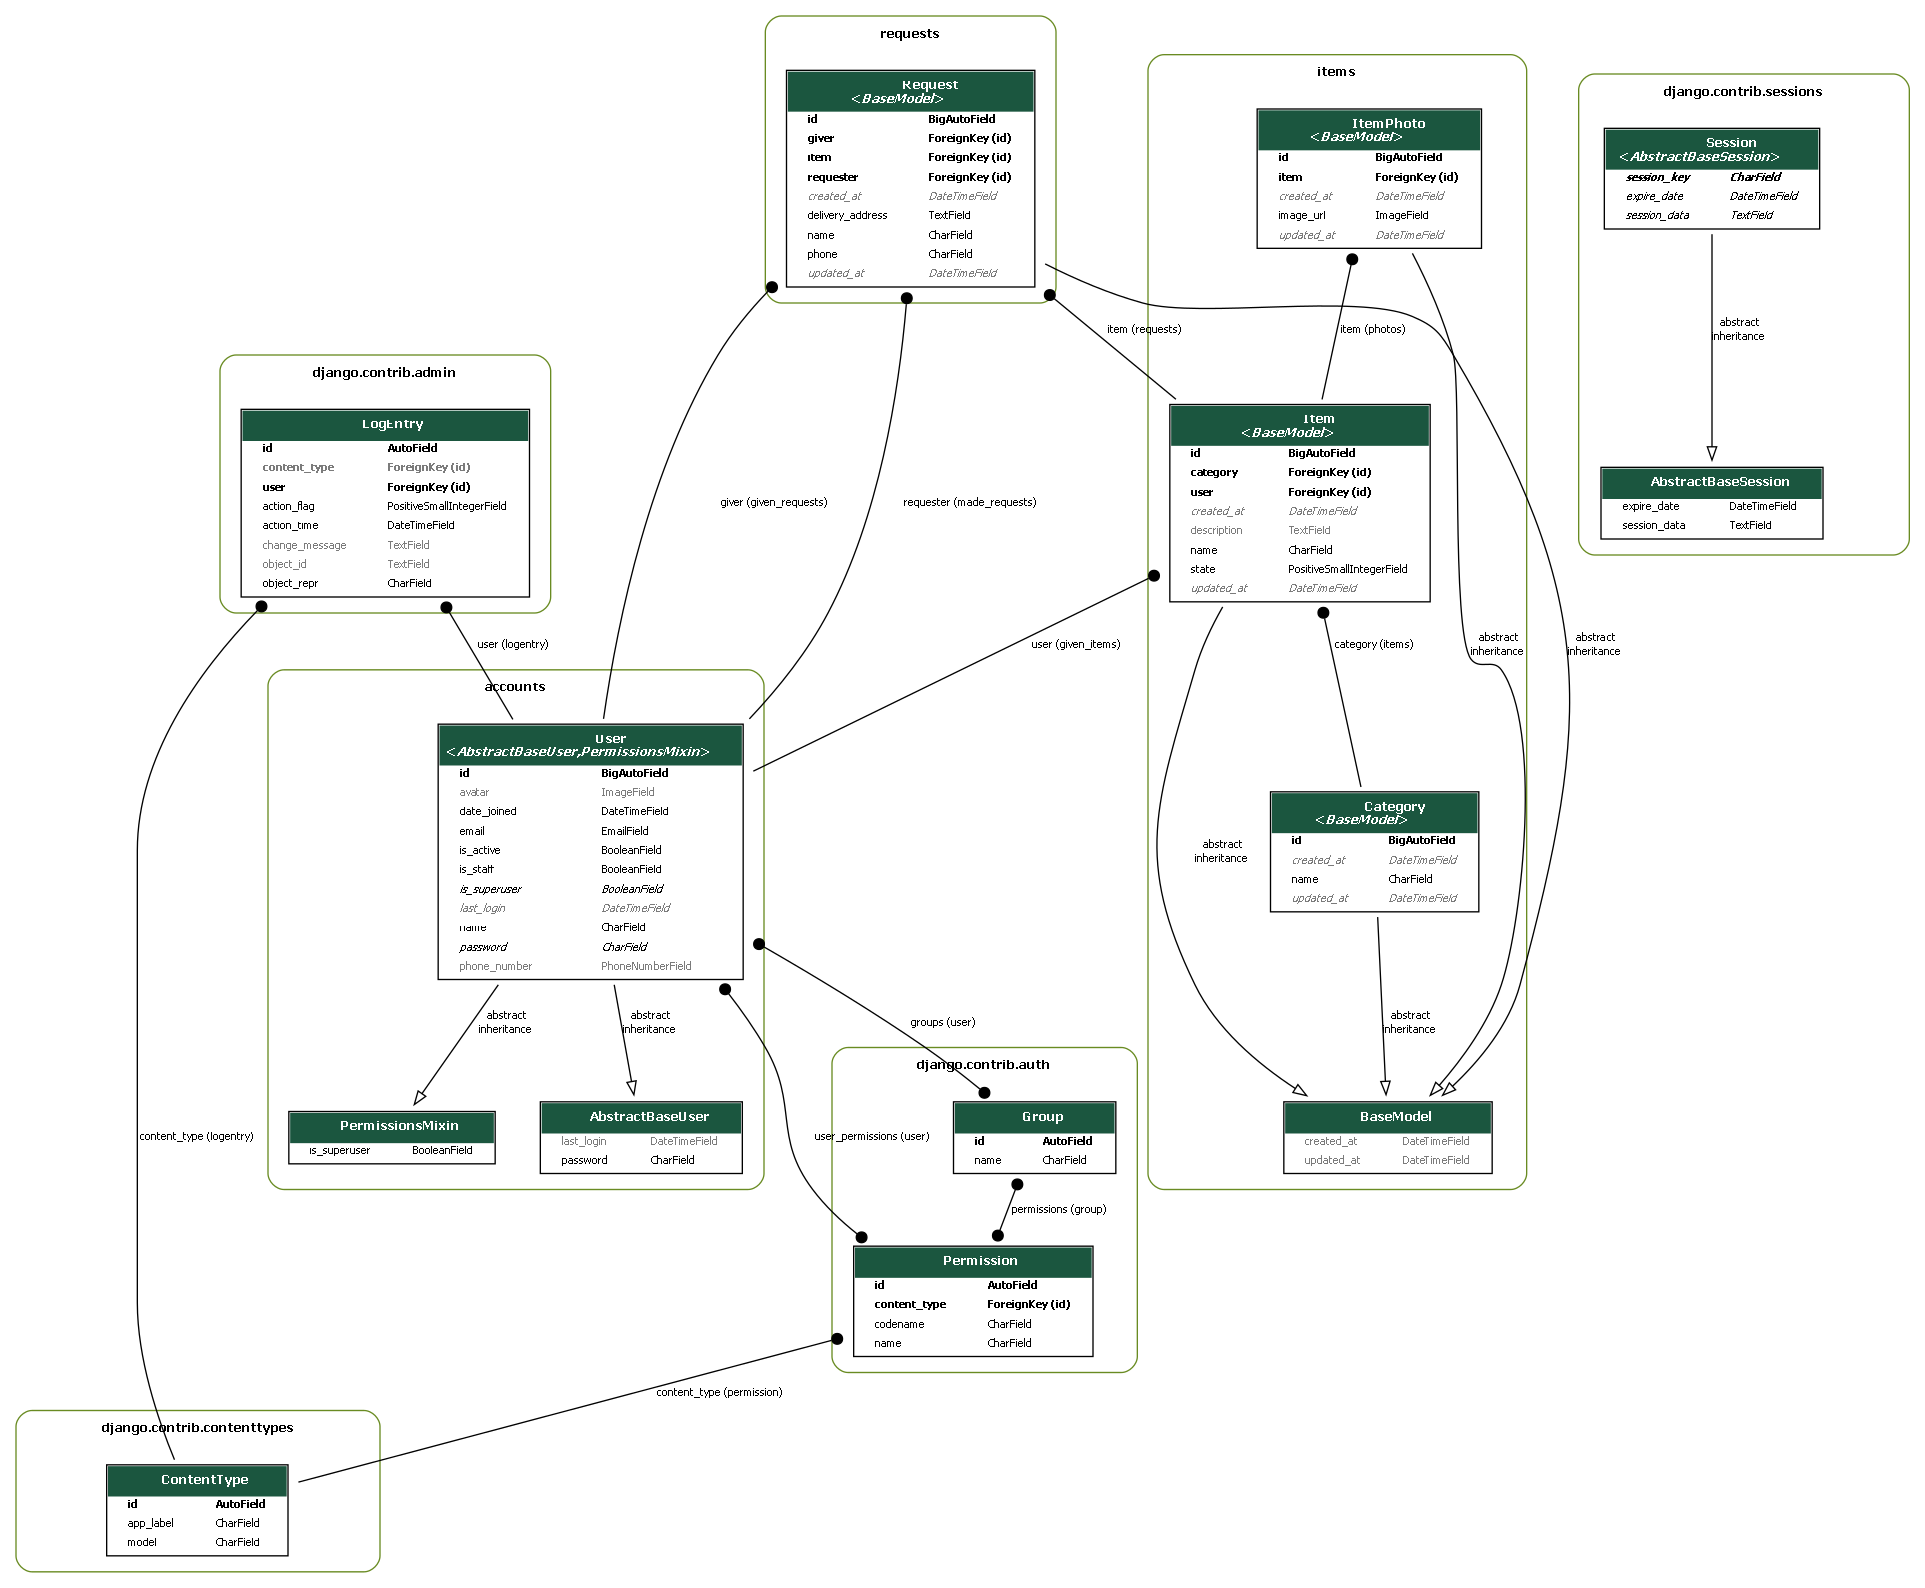 requests
Request
<BaseModel>
id BigAutoField
giver ForeignKey (id)
item ForeignKey (id)
requester ForeignKey (id)
created_at DateTimeField
delivery_address TextField
name CharField
phone CharField
updated_at DateTimeField
items
ItemPhoto
<BaseModel>
id BigAutoField
item ForeignKey (id)
created_at DateTimeField
image_url ImageField
updated_at DateTimeField
django.contrib.sessions
Session
<AbstractBaseSession>
session_key CharField
expire_date DateTimeField
session_data TextField
abstract
inheritance
AbstractBaseSession
expire_date DateTimeField
session_data TextField
item (requests)
item (photos)
django.contrib.admin
LogEntry
id AutoField
content_type ForeignKey (id)
user ForeignKey (id)
action_flag PositiveSmallIntegerField
action_time DateTimeField
change_message TextField
object_id TextField
object_repr CharField
giver (given_requests)
requester (made_requests)
Item
<BaseModel>
id BigAutoField
category ForeignKey (id)
user ForeignKey (id)
created_at DateTimeField
description TextField
name CharField
state PositiveSmallIntegerField
updated_at DateTimeField
user (logentry)
user (given_items)
category (items)
abstract
inheritance
abstract
inheritance
accounts
User
<AbstractBaseUser,PermissionsMixin>
id BigAutoField
avatar ImageField
date_joined DateTimeField
email EmailField
is_active BooleanField
is_staff BooleanField
is_superuser BooleanField
last_login DateTimeField
name CharField
password CharField
phone_number PhoneNumberField
abstract
inheritance
Category
<BaseModel>
id BigAutoField
created_at DateTimeField
name CharField
updated_at DateTimeField
abstract
inheritance
abstract
inheritance
groups (user)
abstract
inheritance
PermissionsMixin
is_superuser BooleanField
AbstractBaseUser
last_login DateTimeField
password CharField
user_permissions (user)
django.contrib.auth
Group
id AutoField
name CharField
permissions (group)
Permission
id AutoField
content_type ForeignKey (id)
codename CharField
name CharField
BaseModel
created_at DateTimeField
updated_at DateTimeField
content_type (logentry)
content_type (permission)
django.contrib.contenttypes
ContentType
id AutoField
app_label CharField
model CharField